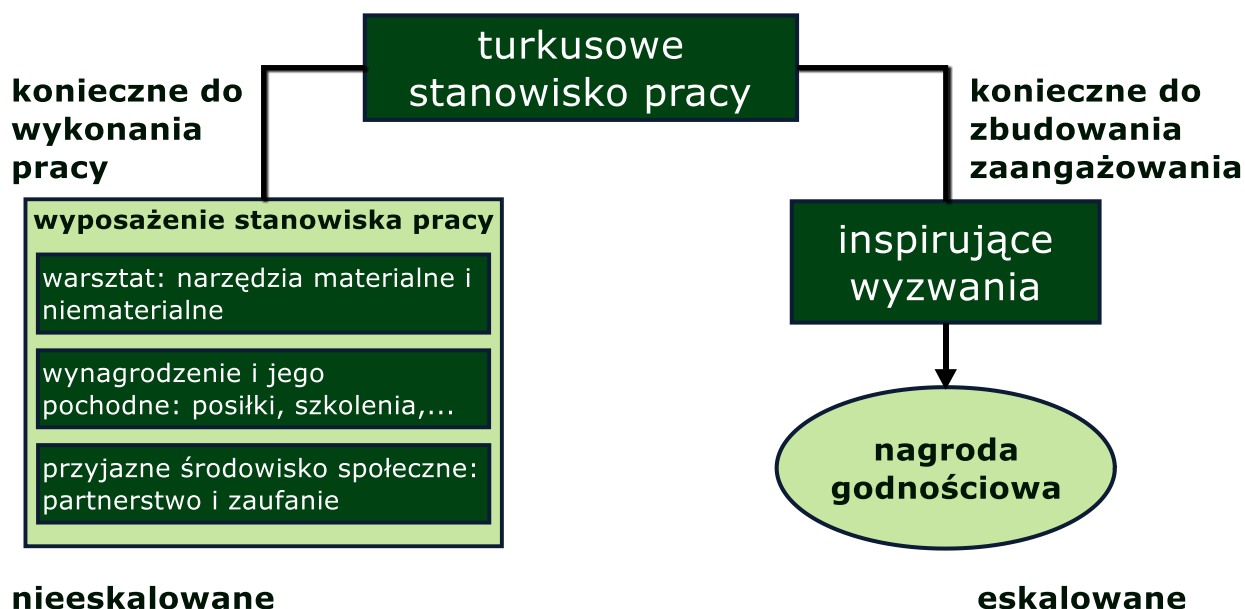 turkusowe
stanowisko pracy
konieczne do
wykonania
pracy
konieczne do
zbudowania
zaangażowania
wyposażenie stanowiska pracy
warsztat: narzędzia materialne i
niematerialne
wynagrodzenie i jego
pochodne: posiłki, szkolenia,...
przyjazne środowisko społeczne:
partnerstwo i zaufanie
inspirujące
wyzwania
nagroda
godnościowa
nieeskalowane
eskalowane